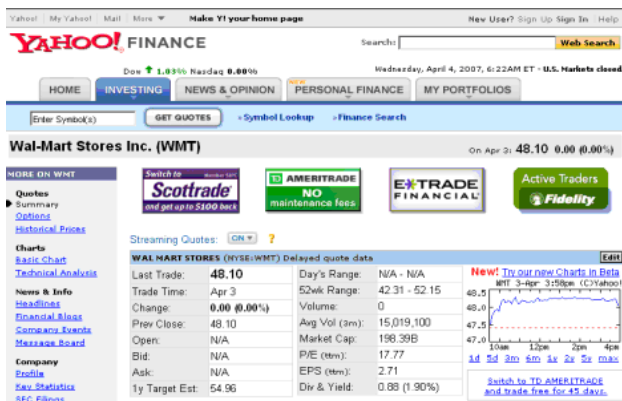 Yahoo! My Yahoo! Mail More Make Y! your home page New User? Sign Up Sign In Help
YAHOO! FINANCE Search: Web Search
Dow 1.03% Nasdaq 0.00% Wednesday, April 4, 2007, 6:22AM ET - U.S. Markets closed
HOME INVESTING NEWS & OPINION NEW! PERSONAL FINANCE MY PORTFOLIOS
Enter Symbol(s) GET QUOTES Symbol Lookup Finance Search
Wal-Mart Stores Inc. (WMT) On Apr 3: 48.10 0.00 (0.00%)
MORE ON WMT
Quotes
Summary
Options
Historical Prices
Charts
Basic Chart
Technical Analysis
News & Info
Headlines
Financial Blogs
Company Events
Message Board
Company
Profile
Key Statistics
SEC Filings
Switch to Member SIPC
Scottrade
and get up to $100 back
TD AMERITRADE
NO
maintenance fees
E*TRADE
FINANCIAL
Active Traders
Fidelity
Streaming Quotes: ON ?
WAL MART STORES (NYSE:WMT) Delayed quote data Edit
Last Trade: 48.10 Day's Range: N/A - N/A
Trade Time: Apr 3 52wk Range: 42.31 - 52.15
Change: 0.00 (0.00%) Volume: 0
Prev Close: 48.10 Avg Vol (3m): 15,019,100
Open: N/A Market Cap: 198.39B
Bid: N/A P/E (ttm): 17.77
Ask: N/A EPS (ttm): 2.71
1y Target Est: 54.96 Div & Yield: 0.88 (1.90%)
New! Try our new Charts in Beta
WMT 3-Apr 3:58pm (C)Yahoo!
48.5
48.0
47.5
47.0
10am 12pm 2pm 4pm
1d 5d 3m 6m 1y 2y 5y max
Switch to TD AMERITRADE
and trade free for 45 days.